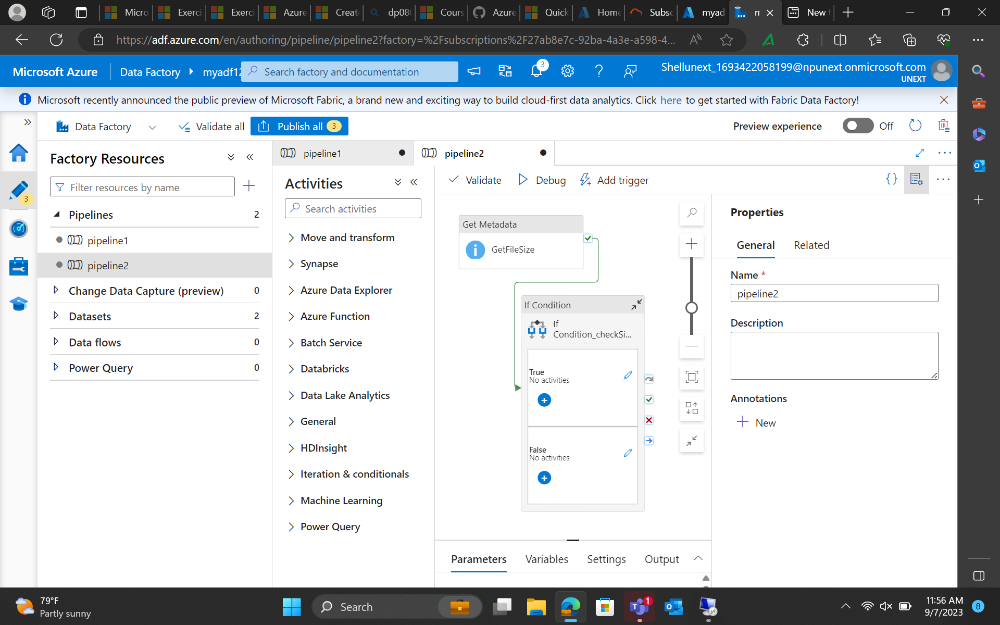 Micro
Exerci
Exerci
Azure
Create
dp080
Cours
Azure
Quick
Home
Subsc
myad
New t
https://adf.azure.com/en/authoring/pipeline/pipeline2?factory=%2Fsubscriptions%2F27ab8e7c-92ba-4a3e-a598-4...
Microsoft Azure
Data Factory
myadf12
Search factory and documentation
3
Shellunext_1693422058199@npunext.onmicrosoft.com
UNEXT
Microsoft recently announced the public preview of Microsoft Fabric, a brand new and exciting way to build cloud-first data analytics. Click here to get started with Fabric Data Factory!
Data Factory
Validate all
Publish all 3
Preview experience
Off
3
Factory Resources
Filter resources by name
Pipelines 2
pipeline1
pipeline2
Change Data Capture (preview) 0
Datasets 2
Data flows 0
Power Query 0
pipeline1
pipeline2
Activities
Search activities
Move and transform
Synapse
Azure Data Explorer
Azure Function
Batch Service
Databricks
Data Lake Analytics
General
HDInsight
Iteration & conditionals
Machine Learning
Power Query
Validate
Debug
Add trigger
Get Metadata
GetFileSize
If Condition
If
Condition_checkSi...
True
No activities
False
No activities
Parameters
Variables
Settings
Output
Properties
General
Related
Name *
pipeline2
Description
Annotations
New
79°F
Partly sunny
Search
1
11:56 AM
9/7/2023
8